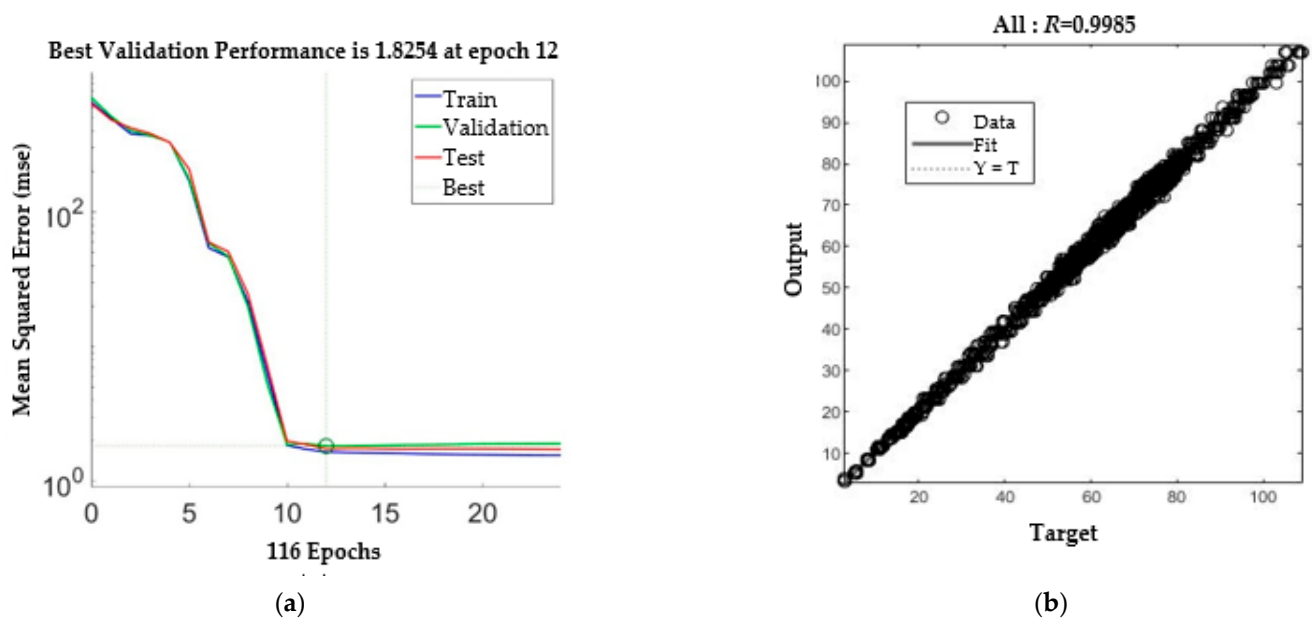 Best Validation Performance is 1.8254 at epoch 12
Mean Squared Error (mse)
10^2
10^0
Train
Validation
Test
Best
0 5 10 15 20
116 Epochs
(a)
All : R=0.9985
Output
100
90
80
70
60
50
40
30
20
10
Data
Fit
Y = T
20 40 60 80 100
Target
(b)